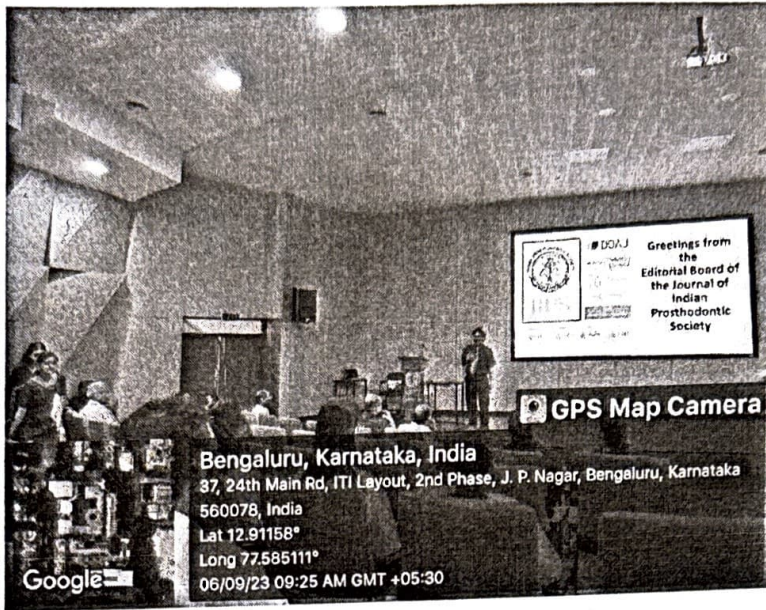 DOAJ
Greetings from
the
Editorial Board of
the Journal of
Indian
Prosthodontic
Society
GPS Map Camera
Bengaluru, Karnataka, India
37, 24th Main Rd, ITI Layout, 2nd Phase, J. P. Nagar, Bengaluru, Karnataka
560078, India
Lat 12.91158°
Long 77.585111°
06/09/23 09:25 AM GMT +05:30
Google